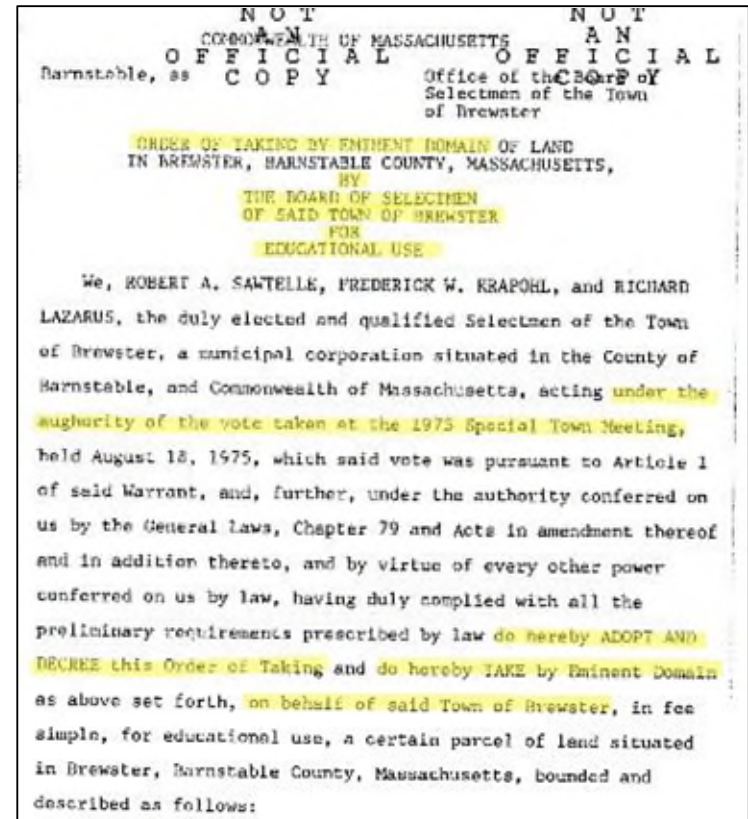 NOT NOT
AN AN
COMMONWEALTH OF MASSACHUSETTS
OFFICIAL OFFICIAL
COPY COPY
Barnstable, ss Office of the Board of
Selectmen of the Town
of Brewster
ORDER OF TAKING BY EMINENT DOMAIN OF LAND
IN BREWSTER, BARNSTABLE COUNTY, MASSACHUSETTS,
BY
THE BOARD OF SELECTMEN
OF SAID TOWN OF BREWSTER
FOR
EDUCATIONAL USE
We, ROBERT A. SAWTELLE, FREDERICK W. KRAPOHL, and RICHARD
LAZARUS, the duly elected and qualified Selectmen of the Town
of Brewster, a municipal corporation situated in the County of
Barnstable, and Commonwealth of Massachusetts, acting under the
aughority of the vote taken at the 1975 Special Town Meeting,
held August 18, 1975, which said vote was pursuant to Article 1
of said Warrant, and, further, under the authority conferred on
us by the General Laws, Chapter 79 and Acts in amendment thereof
and in addition thereto, and by virtue of every other power
conferred on us by law, having duly complied with all the
preliminary requirements prescribed by law do hereby ADOPT AND
DECREE this Order of Taking and do hereby TAKE by Eminent Domain
as above set forth, on behalf of said Town of Brewster, in fee
simple, for educational use, a certain parcel of land situated
in Brewster, Barnstable County, Massachusetts, bounded and
described as follows: